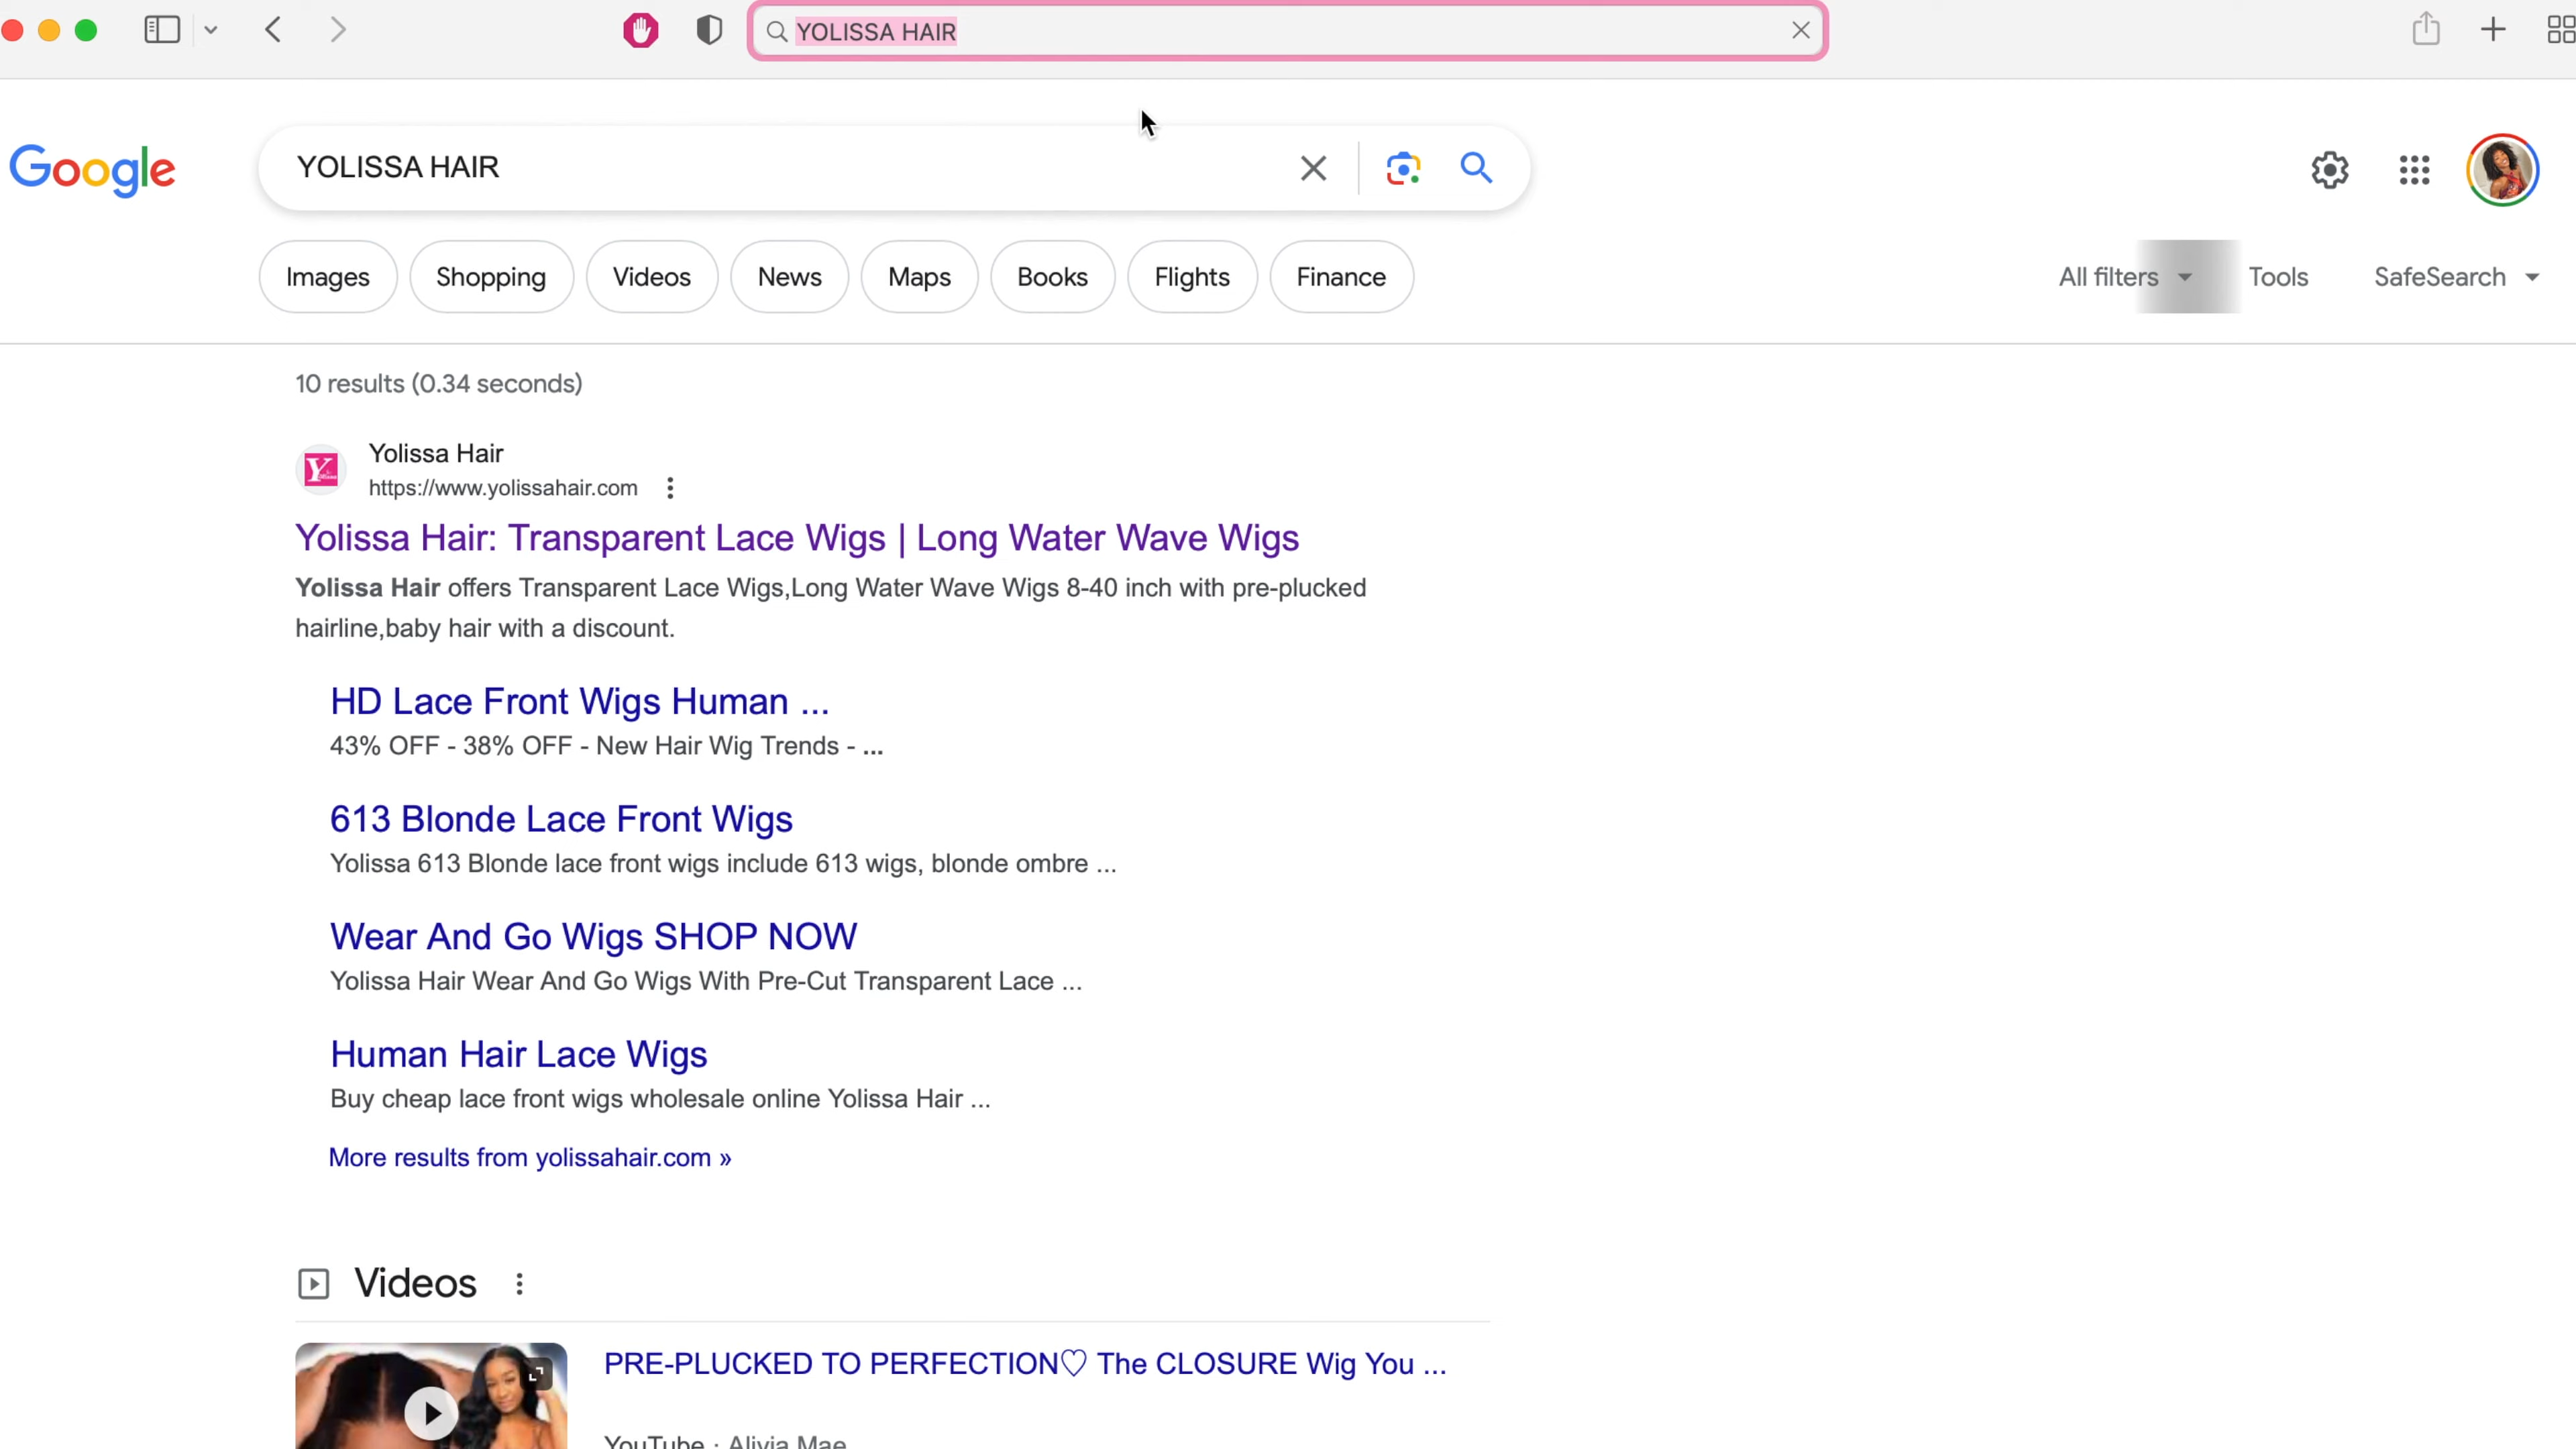 YOLISSA HAIR
Google
YOLISSA HAIR
Images
Shopping
Videos
News
Maps
Books
Flights
Finance
All filters
Tools
SafeSearch
10 results (0.34 seconds)
Y
Yolissa Hair
https://www.yolissahair.com
Yolissa Hair: Transparent Lace Wigs | Long Water Wave Wigs
Yolissa Hair offers Transparent Lace Wigs,Long Water Wave Wigs 8-40 inch with pre-plucked
hairline,baby hair with a discount.
HD Lace Front Wigs Human ...
43% OFF - 38% OFF - New Hair Wig Trends - ...
613 Blonde Lace Front Wigs
Yolissa 613 Blonde lace front wigs include 613 wigs, blonde ombre ...
Wear And Go Wigs SHOP NOW
Yolissa Hair Wear And Go Wigs With Pre-Cut Transparent Lace ...
Human Hair Lace Wigs
Buy cheap lace front wigs wholesale online Yolissa Hair ...
More results from yolissahair.com »
Videos
PRE-PLUCKED TO PERFECTION♡ The CLOSURE Wig You ...
YouTube · Alivia Mae